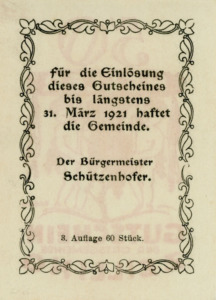 Für die Einlösung
dieses Gutscheines
bis längstens
31. März 1921 haftet
die Gemeinde.
Der Bürgermeister
Schützenhofer.
3. Auflage 60 Stück.